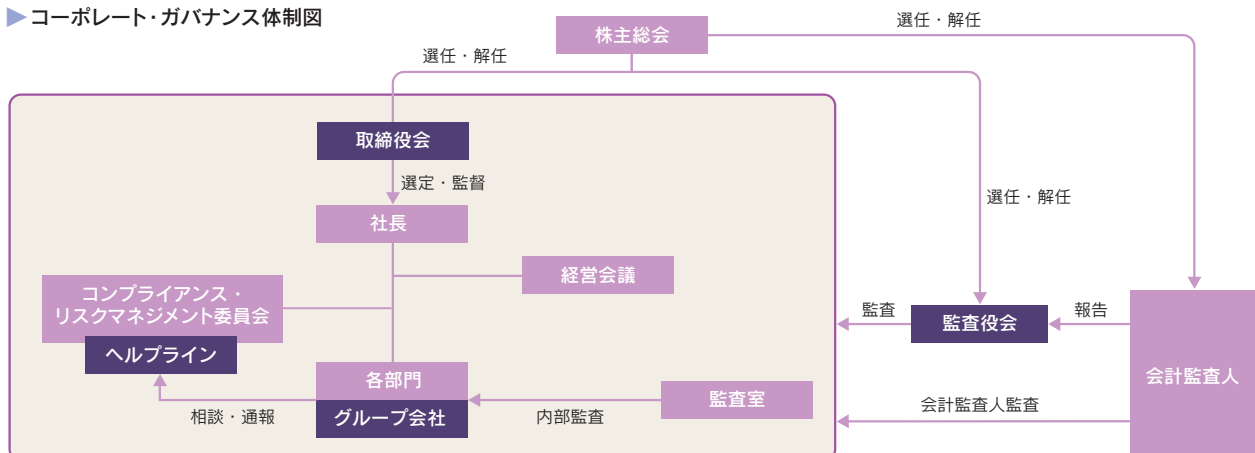 コーポレート・ガバナンス体制図
株主総会
選任・解任
選任・解任
取締役会
選定・監督
選任・解任
社長
経営会議
コンプライアンス・
リスクマネジメント委員会
ヘルプライン
監査
監査役会
報告
会計監査人
各部門
グループ会社
相談・通報
内部監査
監査室
会計監査人監査